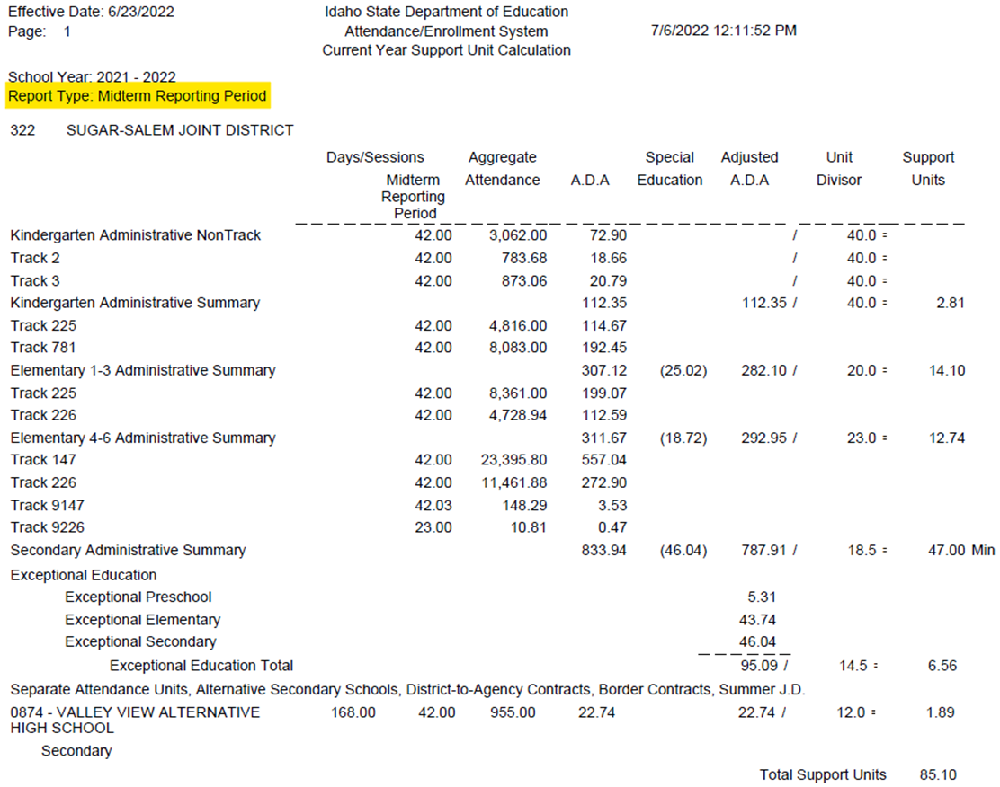 Effective Date: 6/23/2022 Idaho State Department of Education
Page: 1 Attendance/Enrollment System 7/6/2022 12:11:52 PM
Current Year Support Unit Calculation
School Year: 2021 - 2022
Report Type: Midterm Reporting Period
322 SUGAR-SALEM JOINT DISTRICT
Days/Sessions Aggregate Special Adjusted Unit Support
Midterm Attendance A.D.A Education A.D.A Divisor Units
Reporting
Period
Kindergarten Administrative NonTrack 42.00 3,062.00 72.90 / 40.0 =
Track 2 42.00 783.68 18.66 / 40.0 =
Track 3 42.00 873.06 20.79 / 40.0 =
Kindergarten Administrative Summary 112.35 112.35 / 40.0 = 2.81
Track 225 42.00 4,816.00 114.67
Track 781 42.00 8,083.00 192.45
Elementary 1-3 Administrative Summary 307.12 (25.02) 282.10 / 20.0 = 14.10
Track 225 42.00 8,361.00 199.07
Track 226 42.00 4,728.94 112.59
Elementary 4-6 Administrative Summary 311.67 (18.72) 292.95 / 23.0 = 12.74
Track 147 42.00 23,395.80 557.04
Track 226 42.00 11,461.88 272.90
Track 9147 42.03 148.29 3.53
Track 9226 23.00 10.81 0.47
Secondary Administrative Summary 833.94 (46.04) 787.91 / 18.5 = 47.00 Min
Exceptional Education
Exceptional Preschool 5.31
Exceptional Elementary 43.74
Exceptional Secondary 46.04
Exceptional Education Total 95.09 / 14.5 = 6.56
Separate Attendance Units, Alternative Secondary Schools, District-to-Agency Contracts, Border Contracts, Summer J.D.
0874 - VALLEY VIEW ALTERNATIVE 168.00 42.00 955.00 22.74 22.74 / 12.0 = 1.89
HIGH SCHOOL
Secondary
Total Support Units 85.10